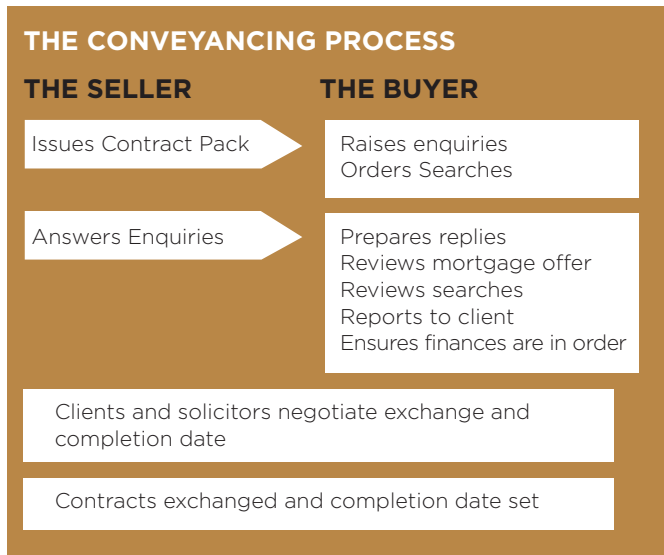 THE CONVEYANCING PROCESS
THE SELLER
THE BUYER
Issues Contract Pack
Raises enquiries
Orders Searches
Answers Enquiries
Prepares replies
Reviews mortgage offer
Reviews searches
Reports to client
Ensures finances are in order
Clients and solicitors negotiate exchange and
completion date
Contracts exchanged and completion date set